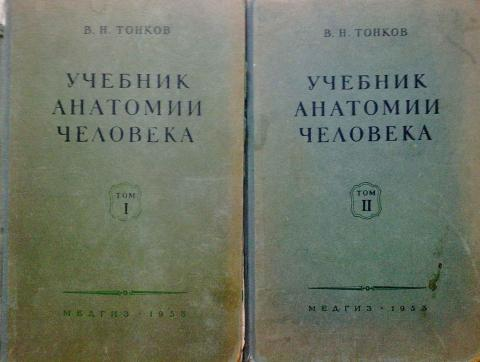 В. Н. ТОНКОВ
УЧЕБНИК
АНАТОМИИ
ЧЕЛОВЕКА
ТОМ
I
МЕДГИЗ · 1953
В. Н. ТОНКОВ
УЧЕБНИК
АНАТОМИИ
ЧЕЛОВЕКА
ТОМ
II
МЕДГИЗ · 1953